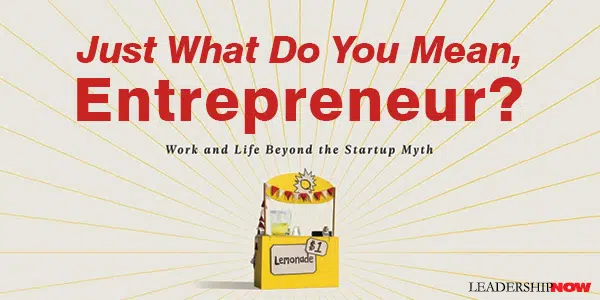 Just What Do You Mean,
Entrepreneur?
Work and Life Beyond the Startup Myth
$1
Lemonade
LEADERSHIPNOW